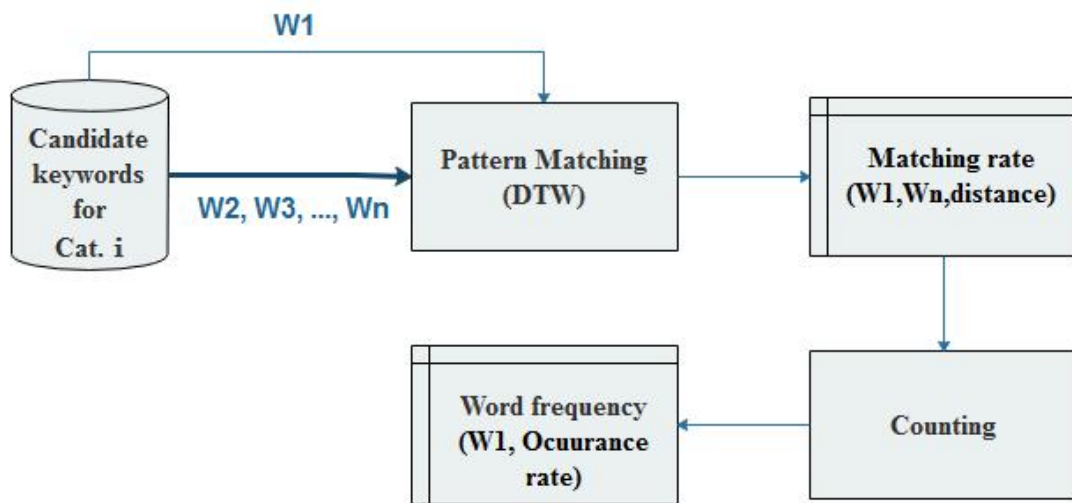 W1
Candidate
keywords
for
Cat. i
W2, W3, ..., Wn
Pattern Matching
(DTW)
Matching rate
(W1,Wn,distance)
Counting
Word frequency
(W1, Ocuurance
rate)